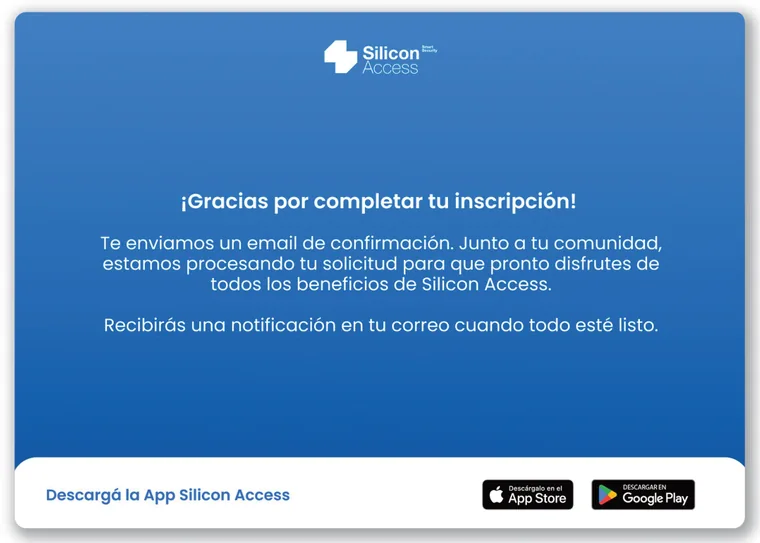 Silicon
Access
Smart
Security
¡Gracias por completar tu inscripción!
Te enviamos un email de confirmación. Junto a tu comunidad,
estamos procesando tu solicitud para que pronto disfrutes de
todos los beneficios de Silicon Access.
Recibirás una notificación en tu correo cuando todo esté listo.
Descargá la App Silicon Access
Descárgalo en el
App Store
DESCARGAR EN
Google Play